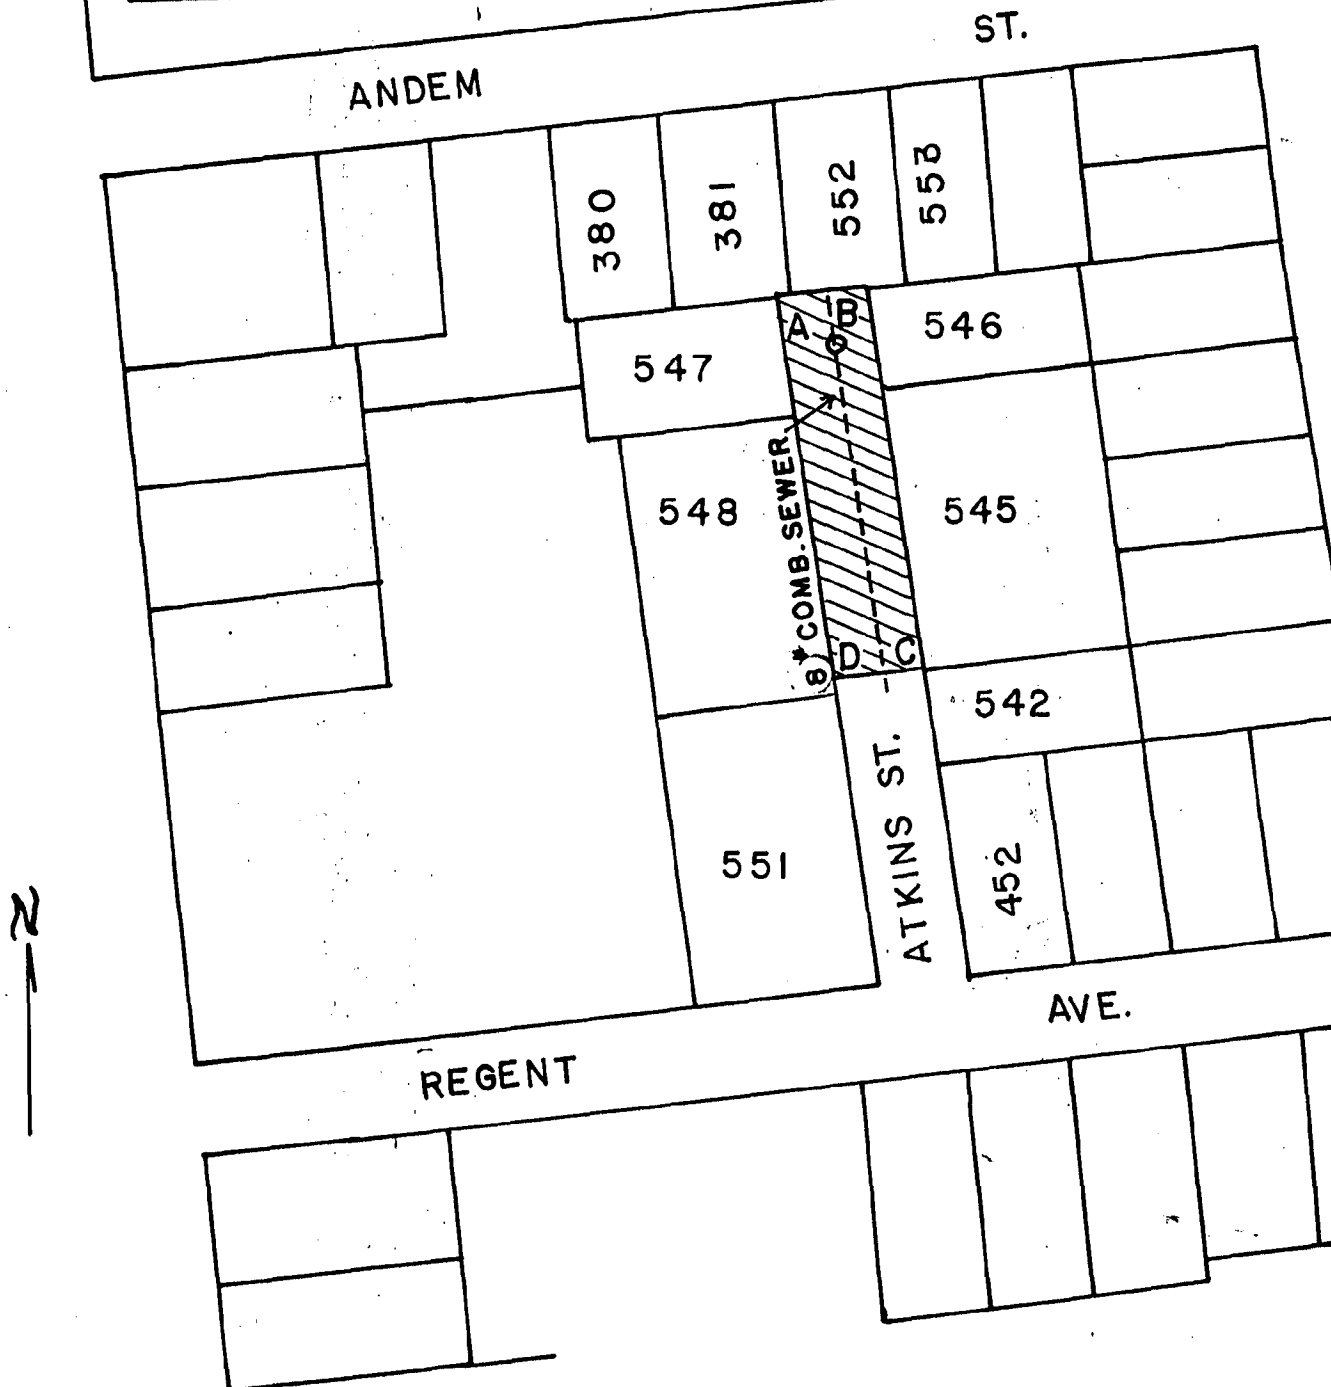 ST.
ANDEM
380
381
552
553
A
B
546
547
548
8" COMB. SEWER
545
D
C
542
551
ATKINS ST.
452
N
AVE.
REGENT